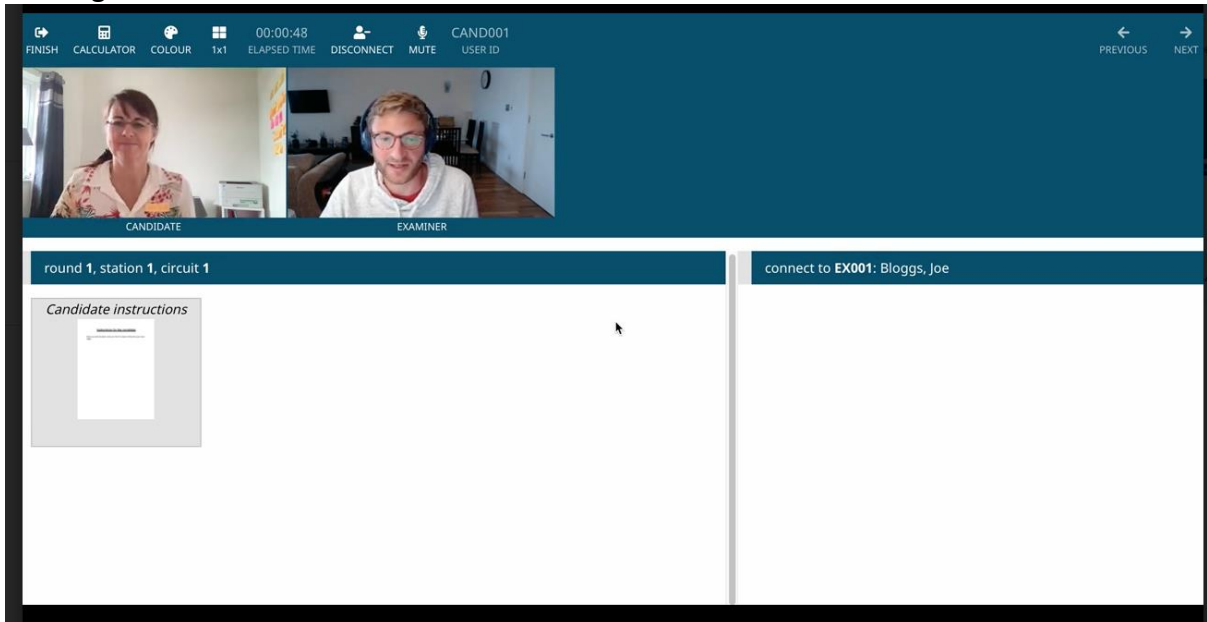 00:00:48 CAND001
FINISH CALCULATOR COLOUR 1x1 ELAPSED TIME DISCONNECT MUTE USER ID PREVIOUS NEXT
CANDIDATE EXAMINER
round 1, station 1, circuit 1
connect to EX001: Bloggs, Joe
Candidate instructions